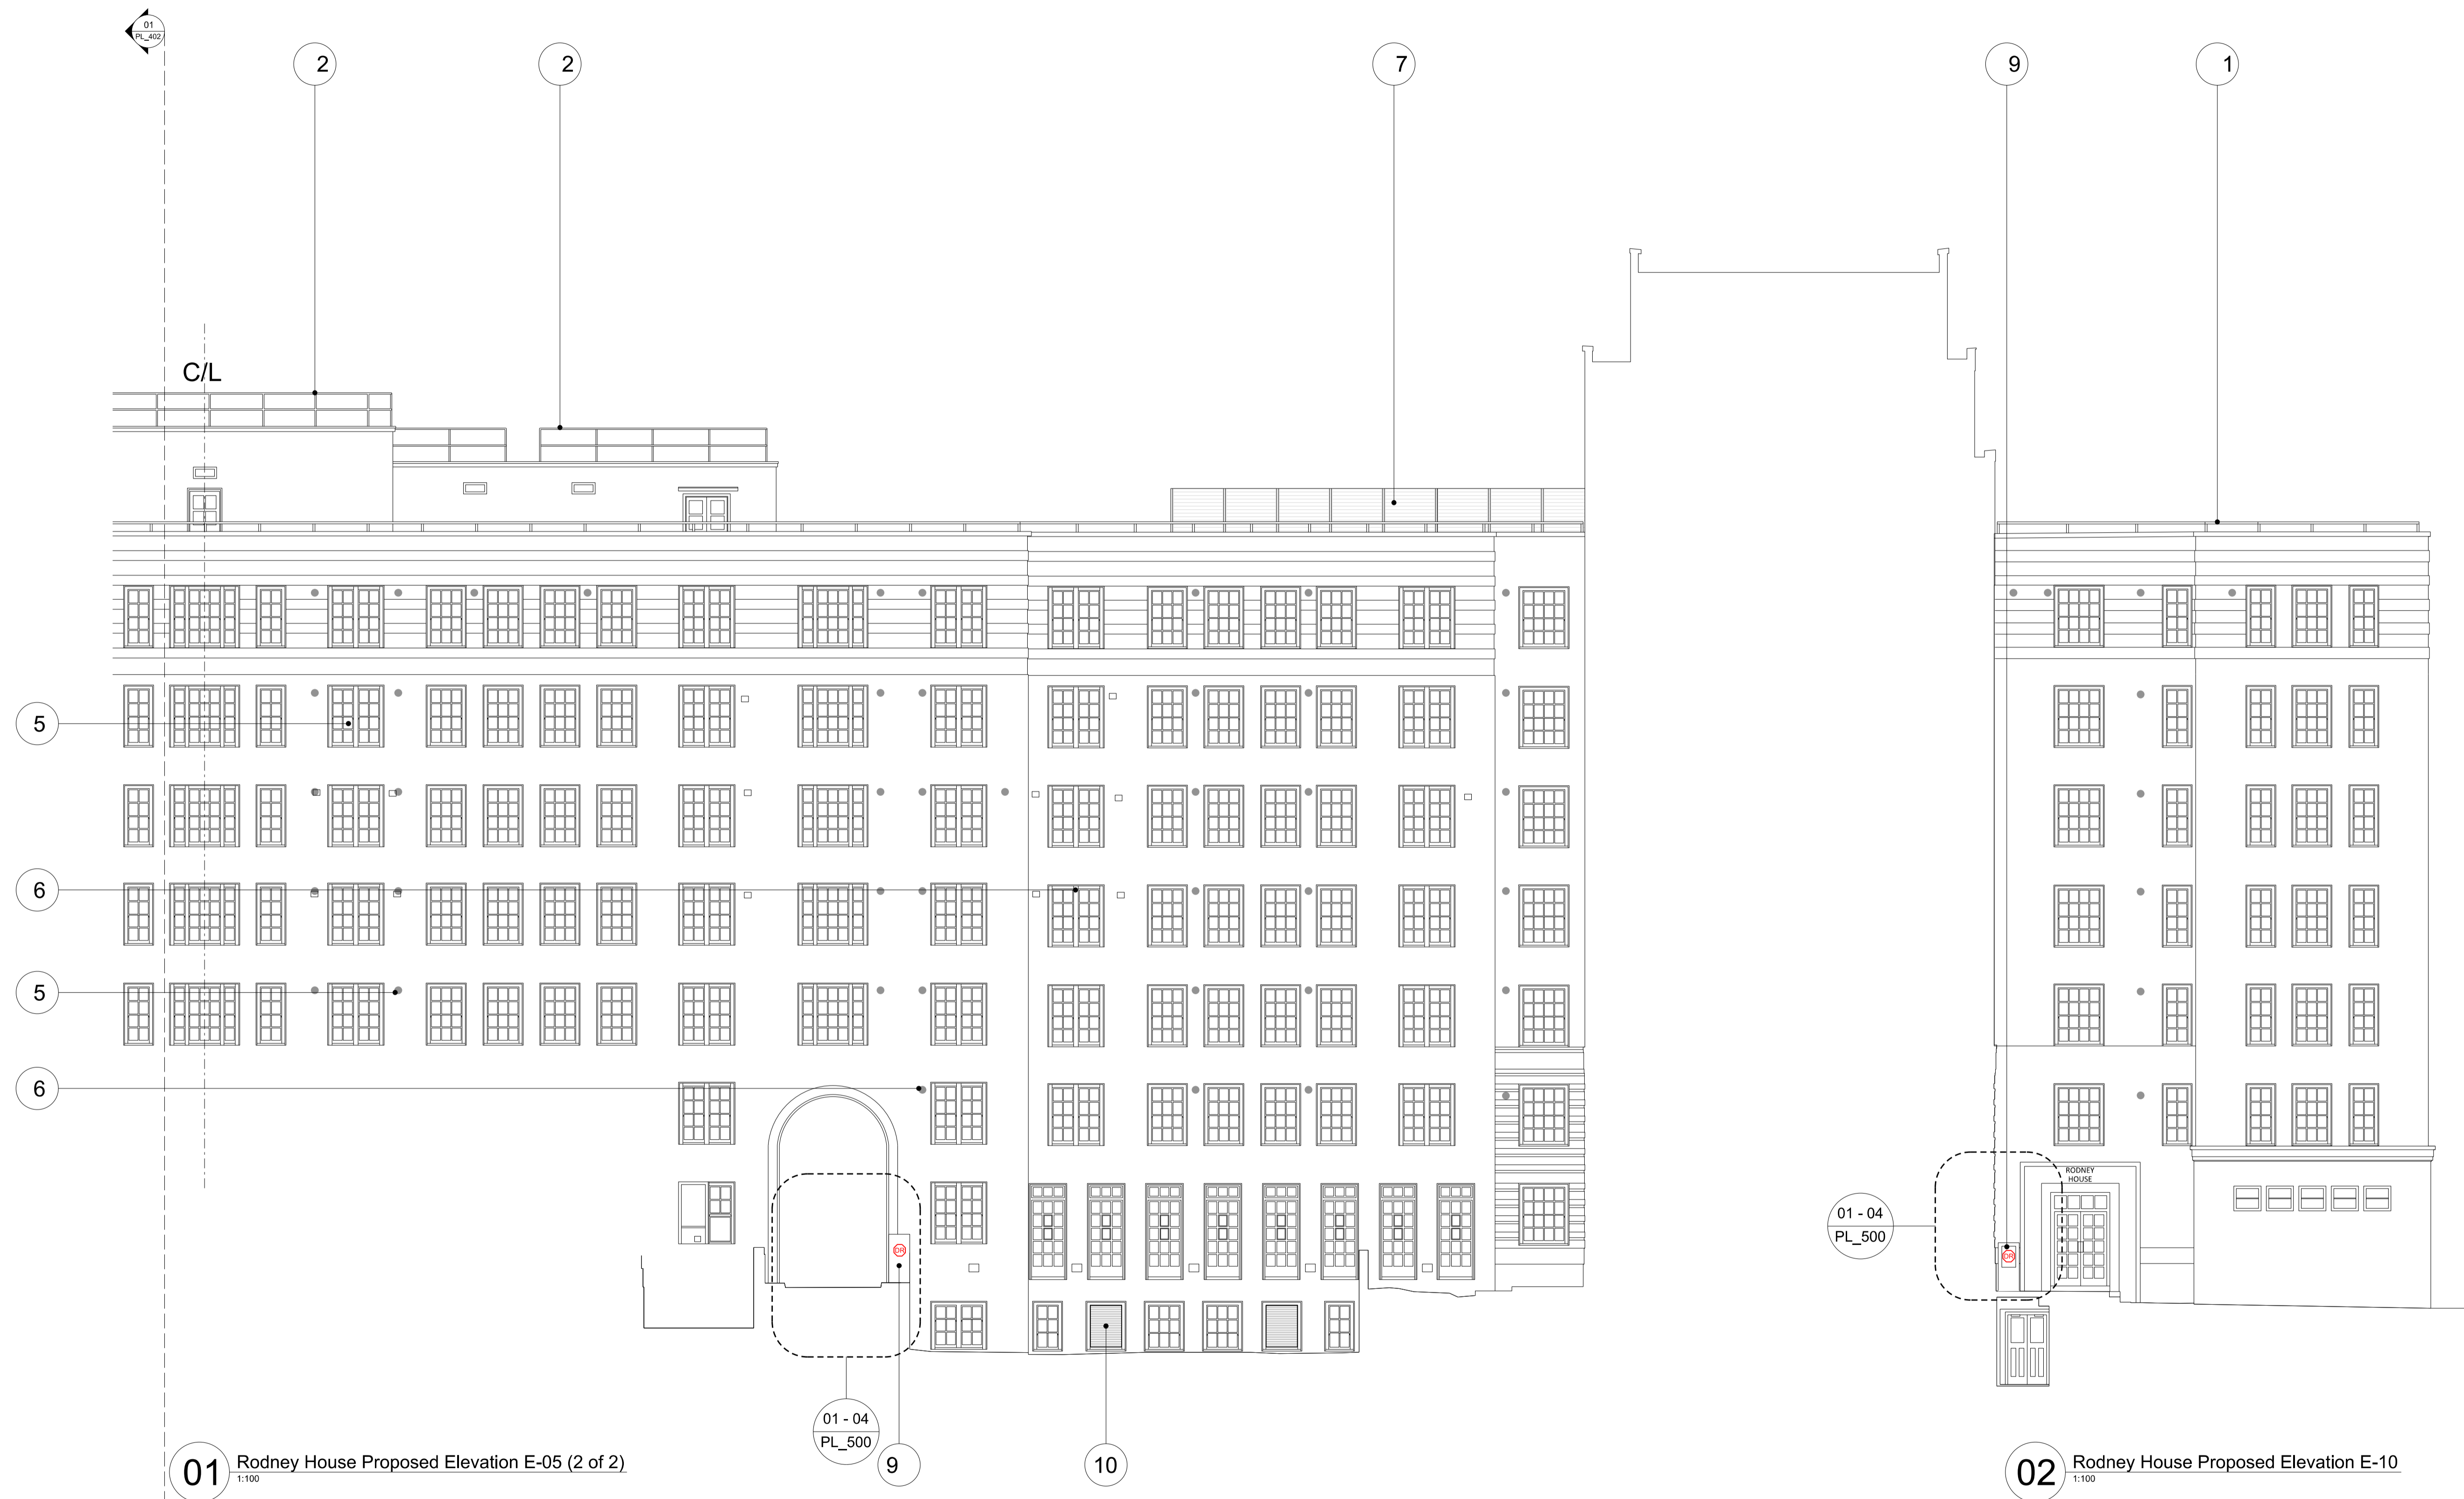 01
PL_402
2
2
7
9
1
C/L
5
6
5
6
RODNEY
HOUSE
01 - 04
PL_500
DR
DR
01 - 04
PL_500
9
10
01
Rodney House Proposed Elevation E-05 (2 of 2)
1:100
02
Rodney House Proposed Elevation E-10
1:100